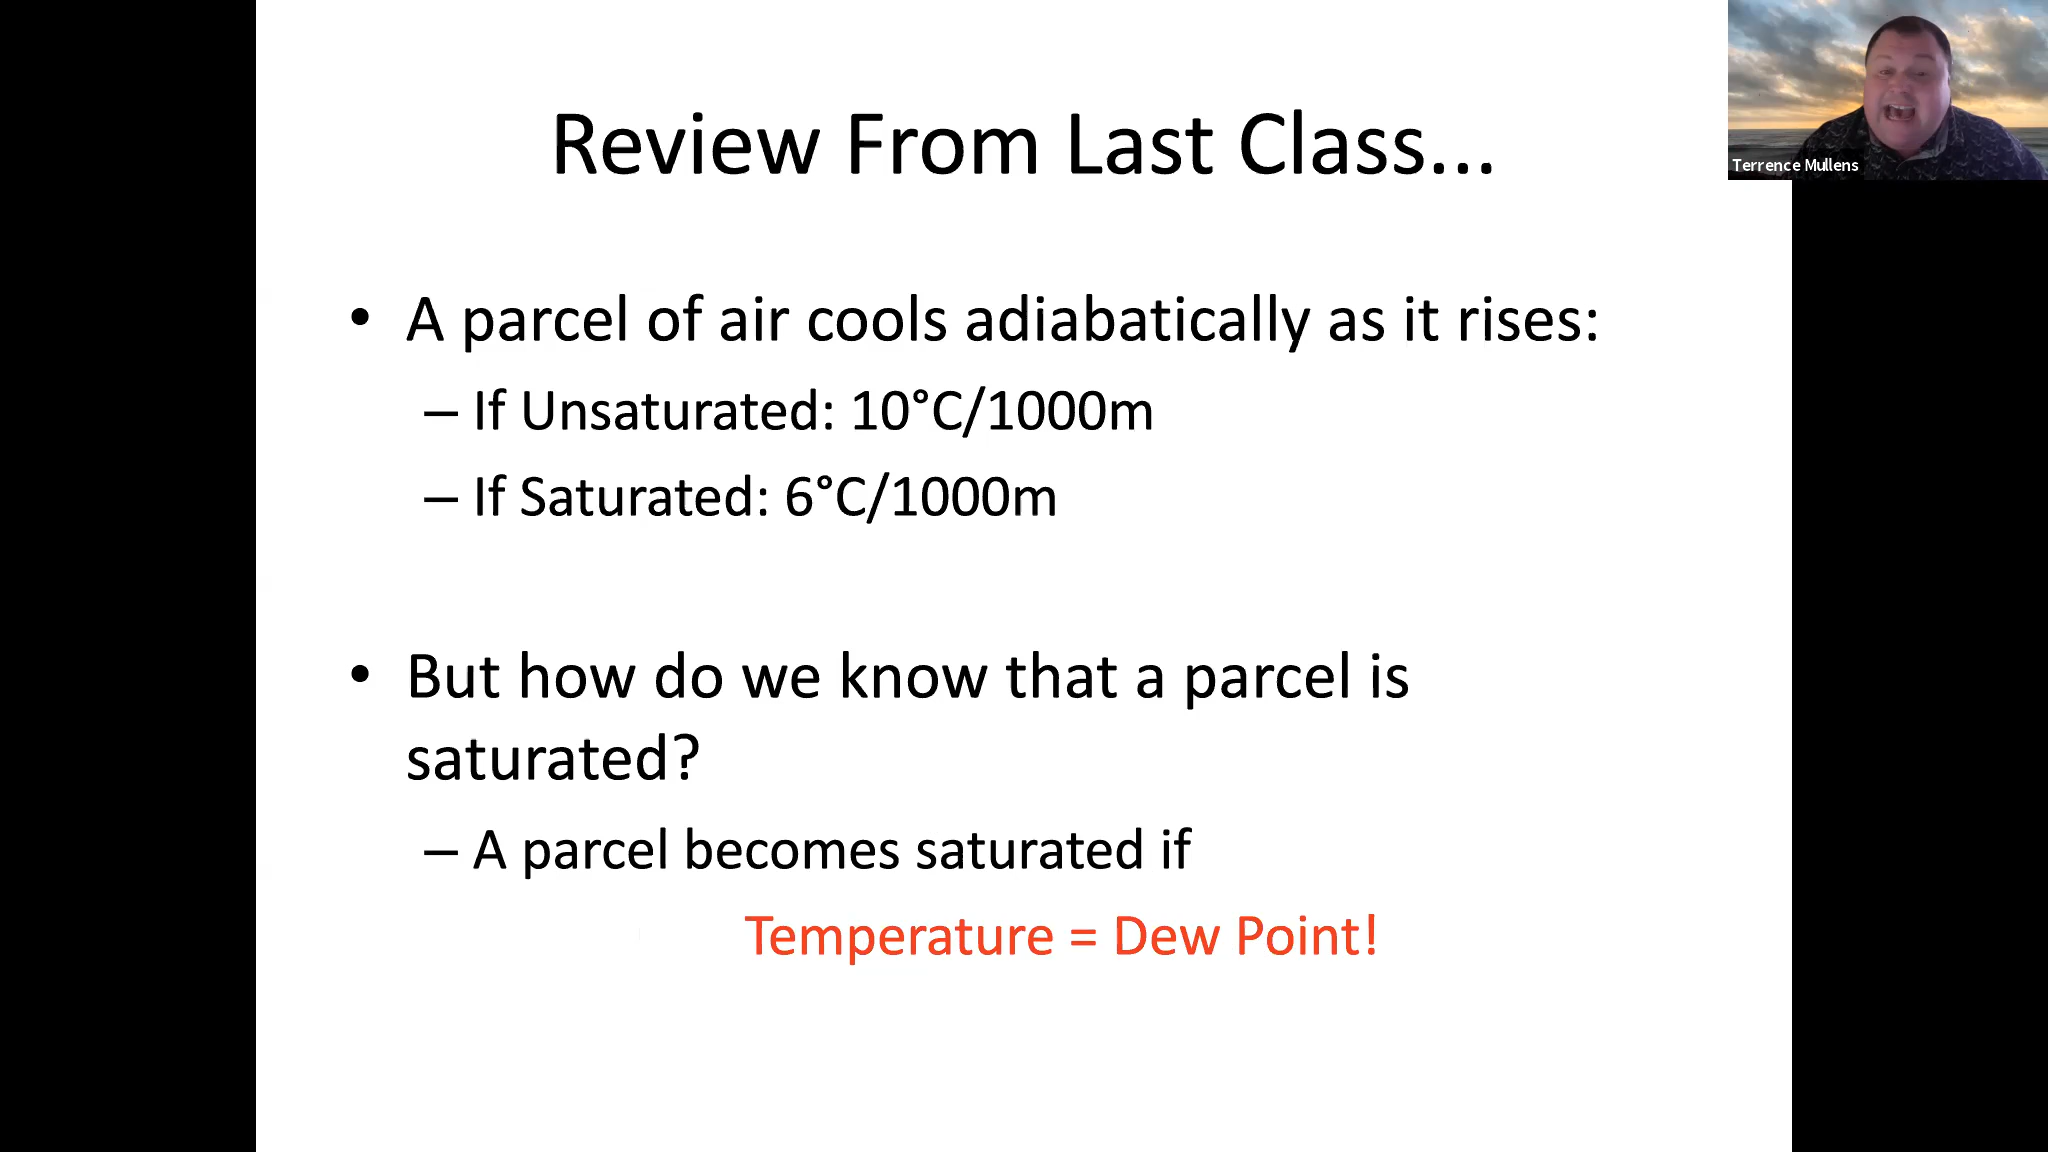 Review From Last Class...
Terrence Mullens
• A parcel of air cools adiabatically as it rises:
– If Unsaturated: 10°C/1000m
– If Saturated: 6°C/1000m
• But how do we know that a parcel is
saturated?
– A parcel becomes saturated if
Temperature = Dew Point!